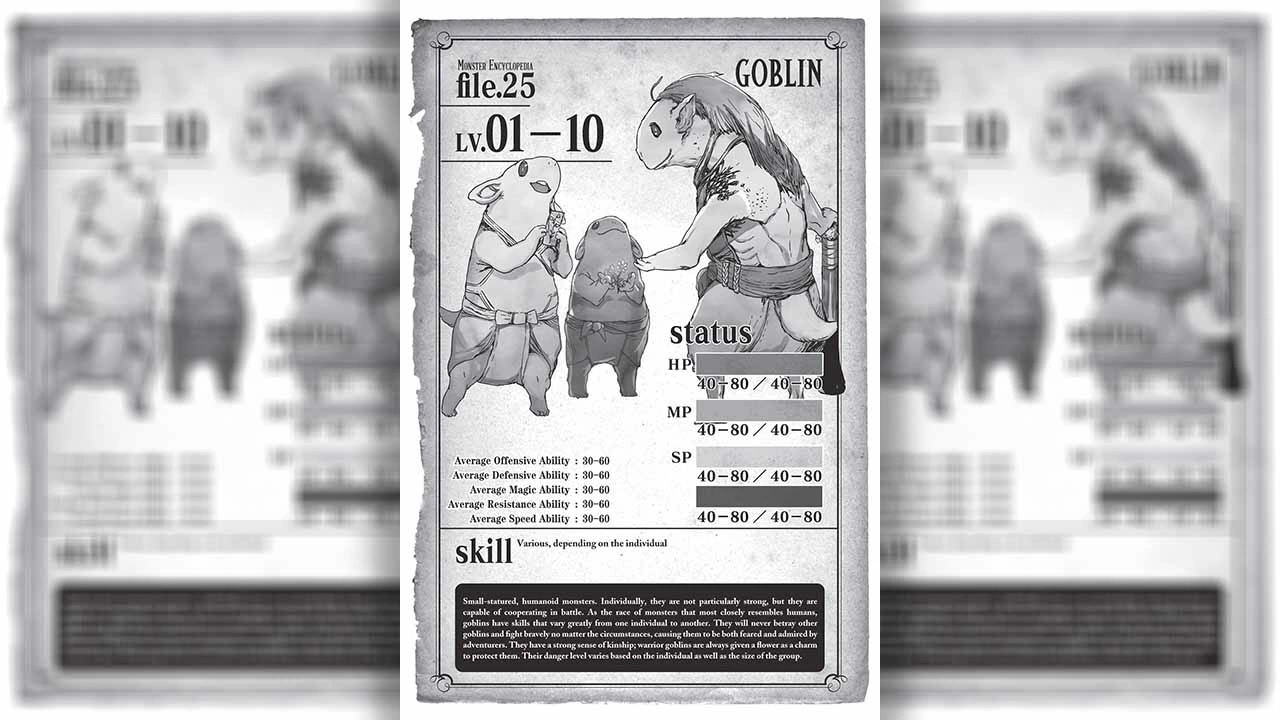 MONSTER ENCYCLOPEDIA
file.25
GOBLIN
LV.01-10
status
HP
40-80 / 40-80
MP
40-80 / 40-80
SP
40-80 / 40-80
40-80 / 40-80
Average Offensive Ability : 30-60
Average Defensive Ability : 30-60
Average Magic Ability : 30-60
Average Resistance Ability : 30-60
Average Speed Ability : 30-60
skill Various, depending on the individual
Small-statured, humanoid monsters. Individually, they are not particularly strong, but they are
capable of cooperating in battle. As the race of monsters that most closely resembles humans,
goblins have skills that vary greatly from one individual to another. They will never betray other
goblins and fight bravely no matter the circumstances, causing them to be both feared and admired by
adventurers. They have a strong sense of kinship; warrior goblins are always given a flower as a charm
to protect them. Their danger level varies based on the individual as well as the size of the group.